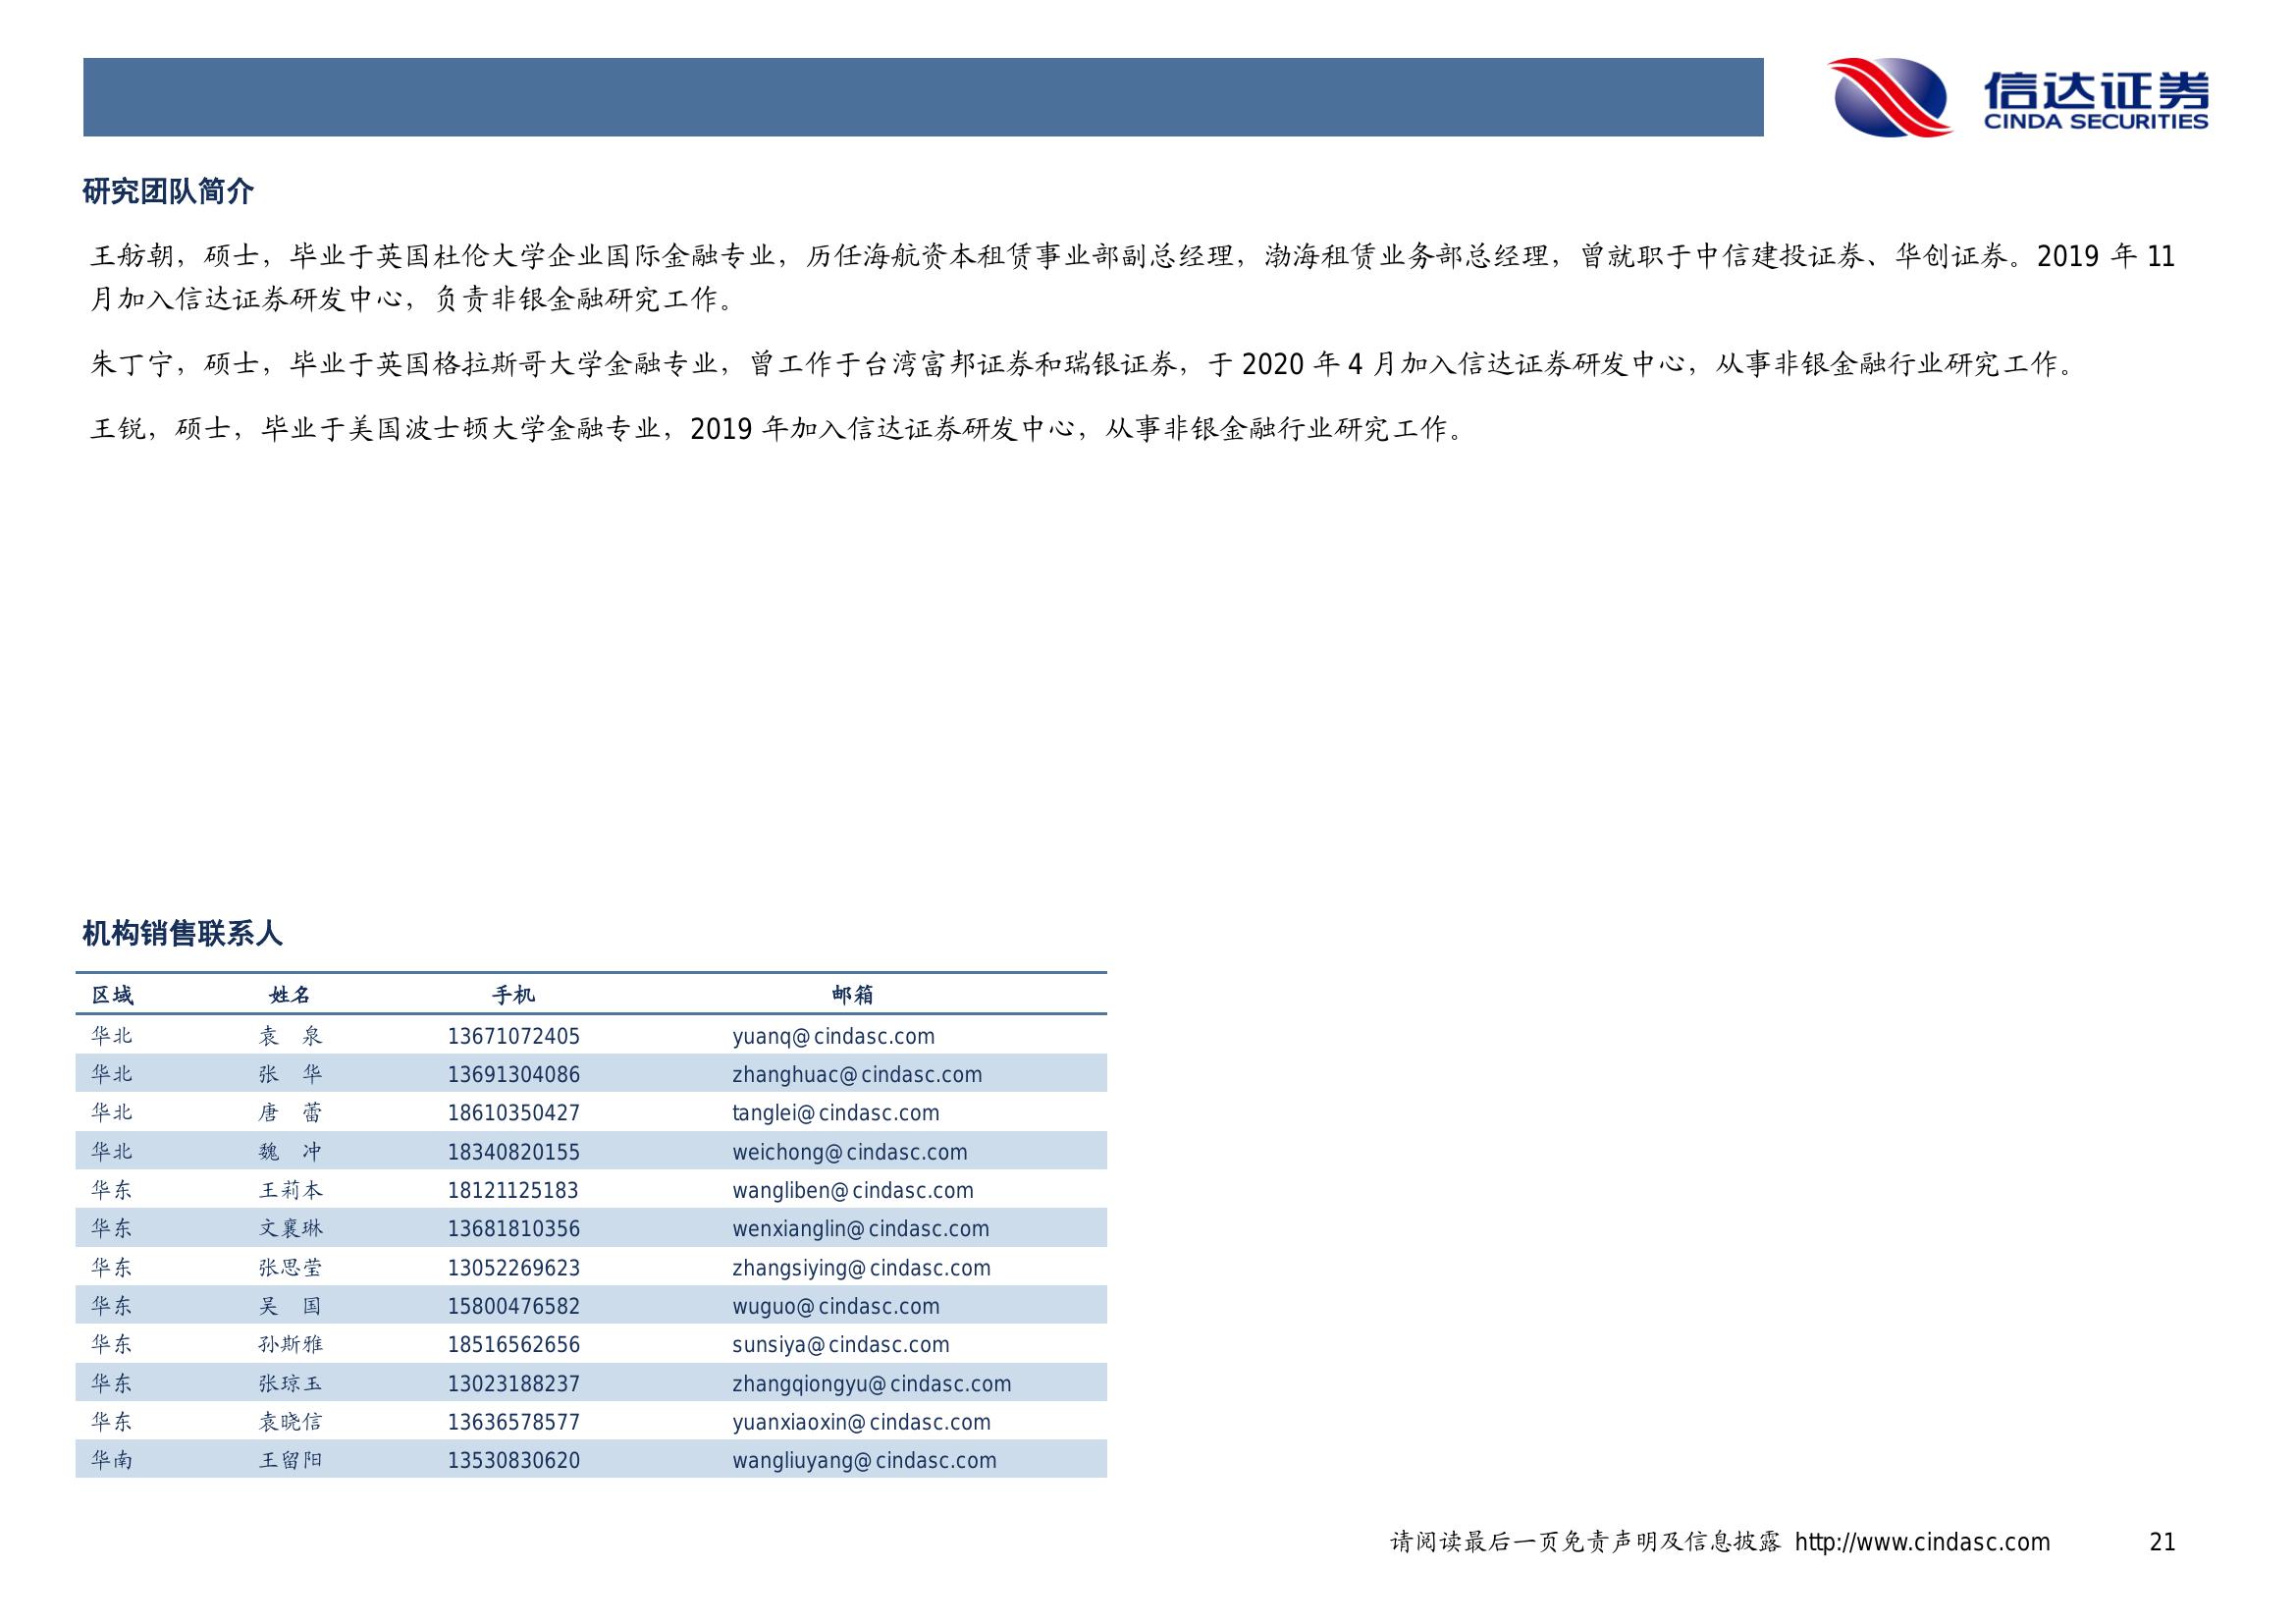 信达证券
CINDA SECURITIES
研究团队简介
王舫朝，硕士，毕业于英国杜伦大学企业国际金融专业，历任海航资本租赁事业部副总经理，渤海租赁业务部总经理，曾就职于中信建投证券、华创证券。2019 年 11
月加入信达证券研发中心，负责非银金融研究工作。
朱丁宁，硕士，毕业于英国格拉斯哥大学金融专业，曾工作于台湾富邦证券和瑞银证券，于 2020 年 4 月加入信达证券研发中心，从事非银金融行业研究工作。
王锐，硕士，毕业于美国波士顿大学金融专业，2019 年加入信达证券研发中心，从事非银金融行业研究工作。
机构销售联系人
区域 姓名 手机 邮箱
华北 袁 泉 13671072405 yuanq@cindasc.com
华北 张 华 13691304086 zhanghuac@cindasc.com
华北 唐 蕾 18610350427 tanglei@cindasc.com
华北 魏 冲 18340820155 weichong@cindasc.com
华东 王莉本 18121125183 wangliben@cindasc.com
华东 文襄琳 13681810356 wenxianglin@cindasc.com
华东 张思莹 13052269623 zhangsiying@cindasc.com
华东 吴 国 15800476582 wuguo@cindasc.com
华东 孙斯雅 18516562656 sunsiya@cindasc.com
华东 张琼玉 13023188237 zhangqiongyu@cindasc.com
华东 袁晓信 13636578577 yuanxiaoxin@cindasc.com
华南 王留阳 13530830620 wangliuyang@cindasc.com
请阅读最后一页免责声明及信息披露 http://www.cindasc.com 21